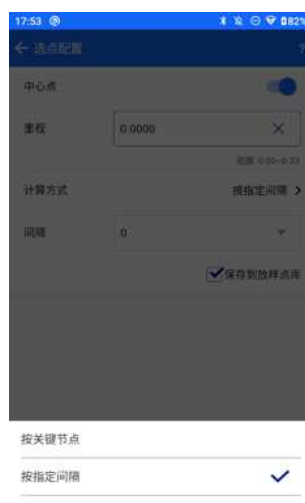 17:53 82%
选点配置 ?
中心点
里程 0.0000
范围 0.00~0.33
计算方式 按指定间隔
间隔 0
保存到放样点库
按关键节点
按指定间隔